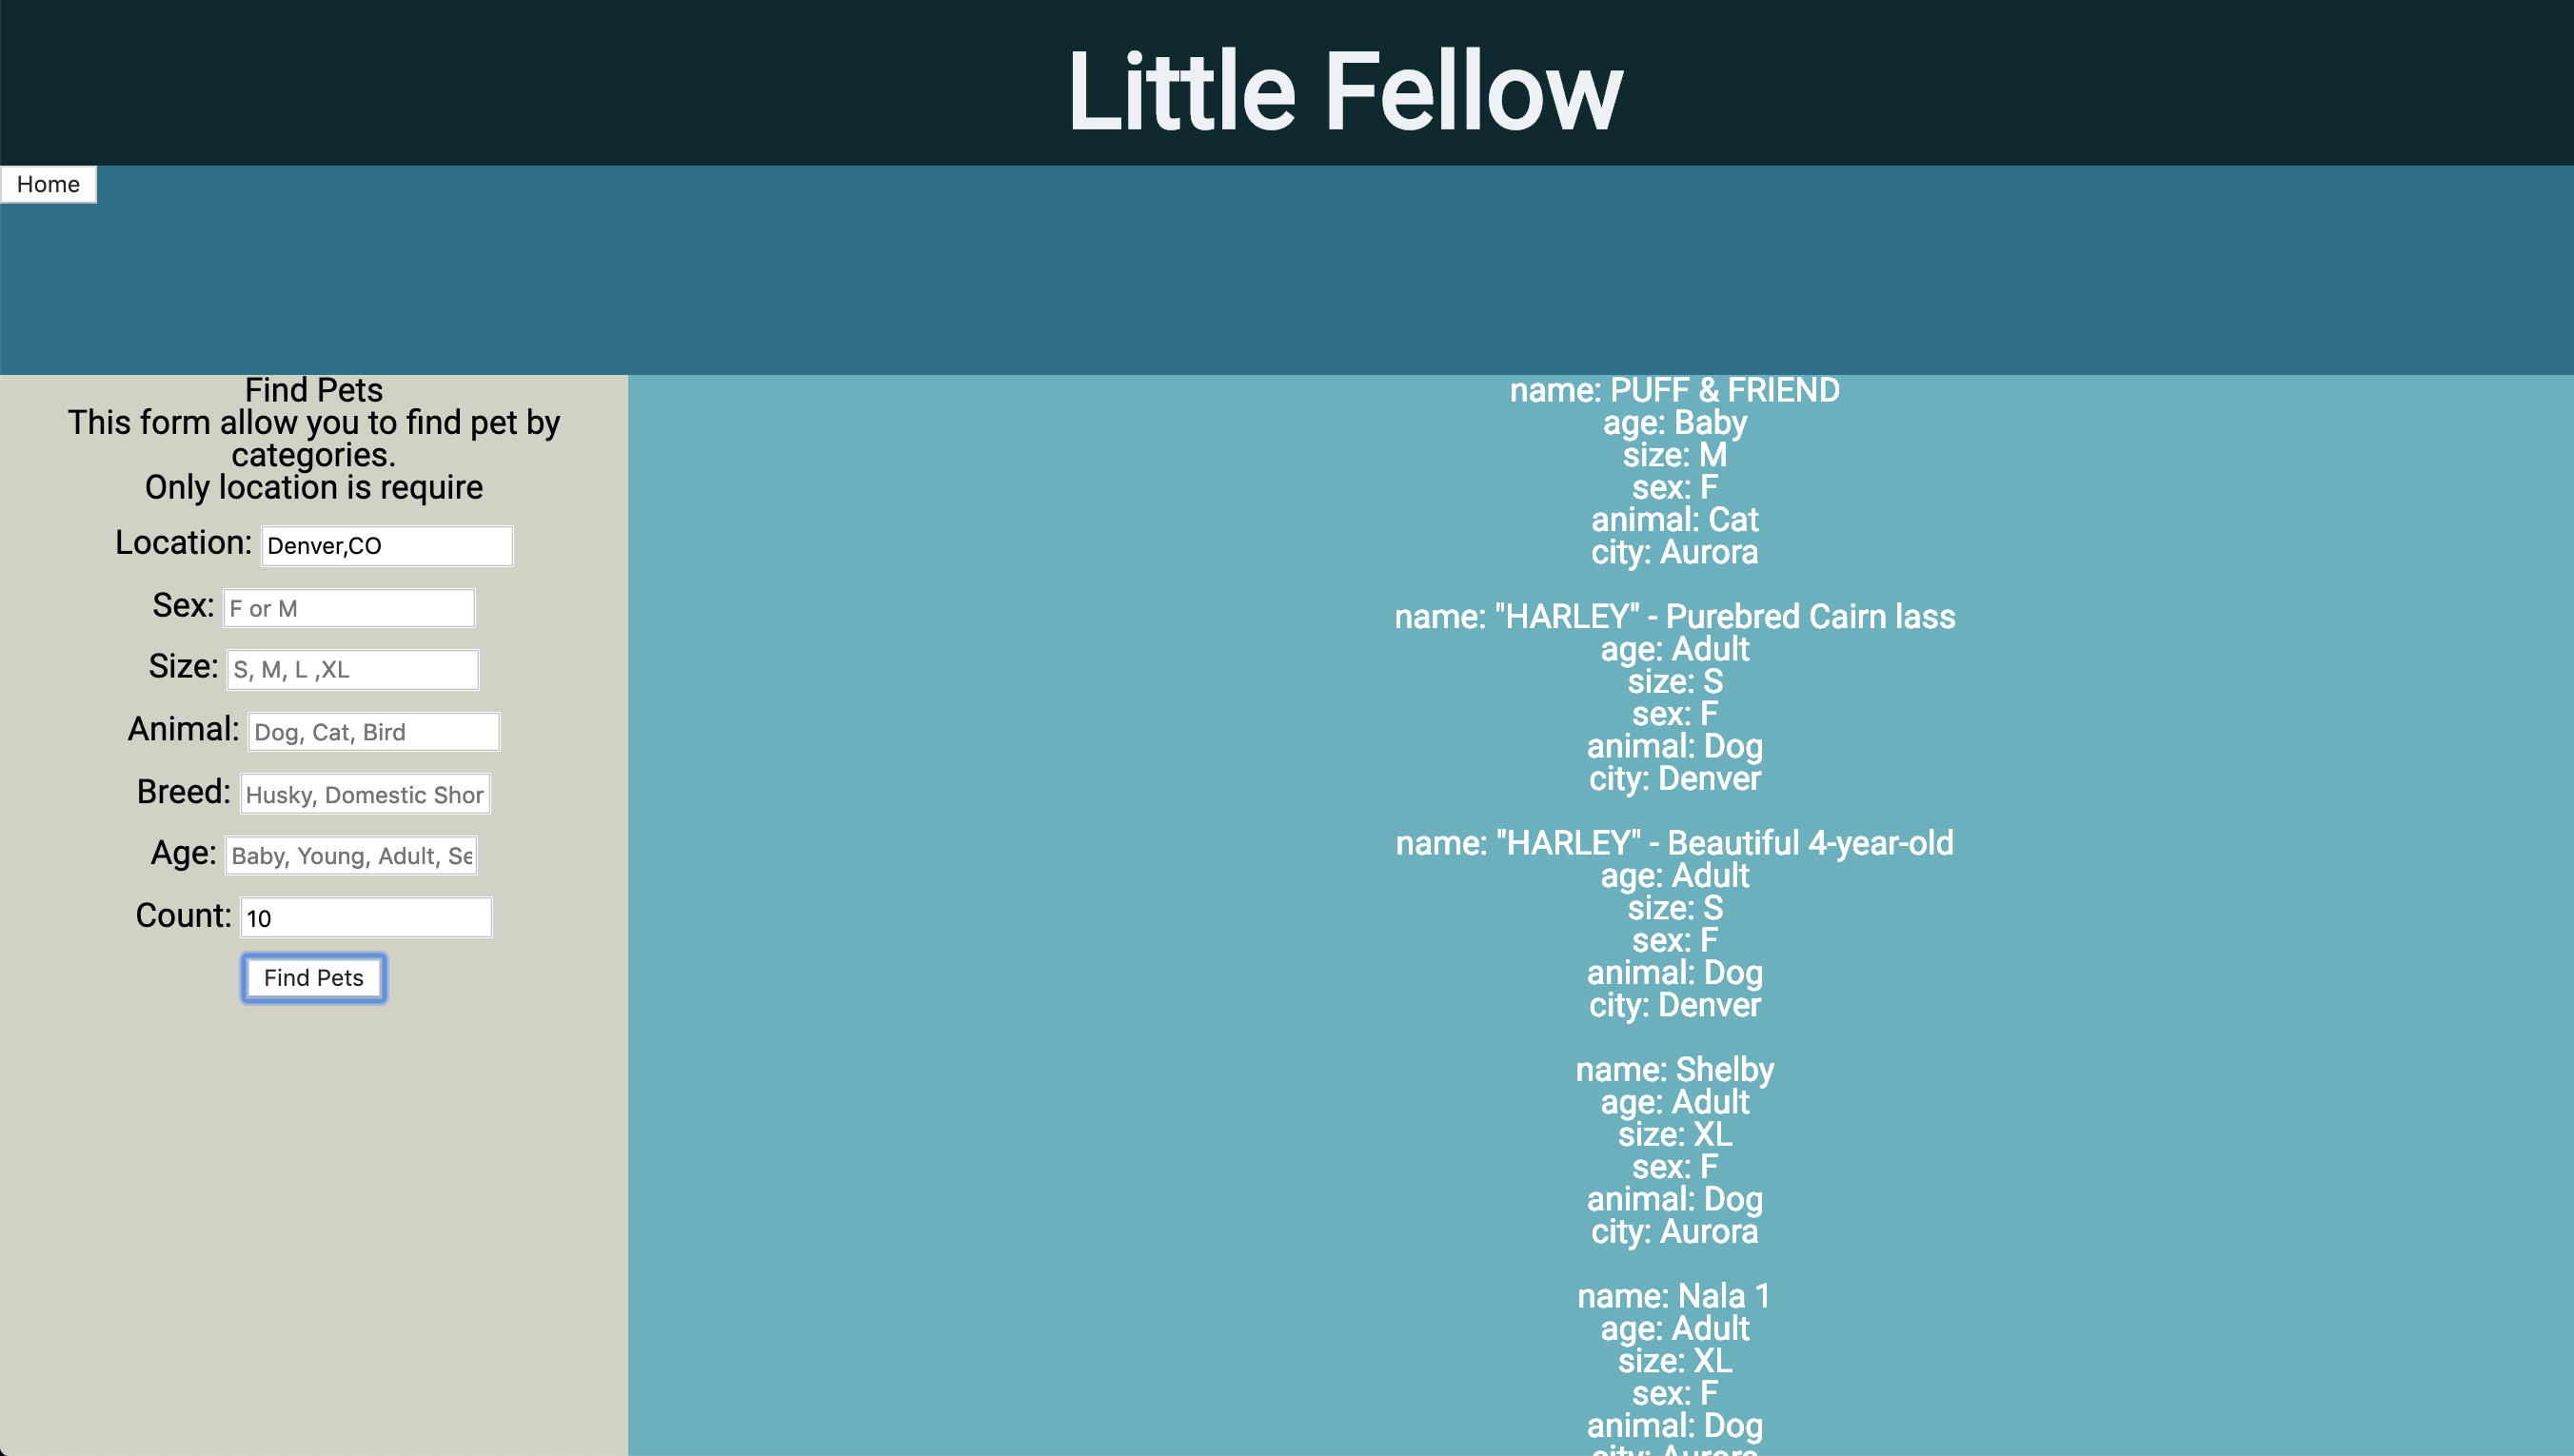 Little Fellow
Home
Find Pets
This form allow you to find pet by
categories.
Only location is require
Location: Denver,CO
Sex: F or M
Size: S, M, L ,XL
Animal: Dog, Cat, Bird
Breed: Husky, Domestic Shor
Age: Baby, Young, Adult, Se
Count: 10
Find Pets
name: PUFF & FRIEND
age: Baby
size: M
sex: F
animal: Cat
city: Aurora
name: "HARLEY" - Purebred Cairn lass
age: Adult
size: S
sex: F
animal: Dog
city: Denver
name: "HARLEY" - Beautiful 4-year-old
age: Adult
size: S
sex: F
animal: Dog
city: Denver
name: Shelby
age: Adult
size: XL
sex: F
animal: Dog
city: Aurora
name: Nala 1
age: Adult
size: XL
sex: F
animal: Dog
city: Aurora